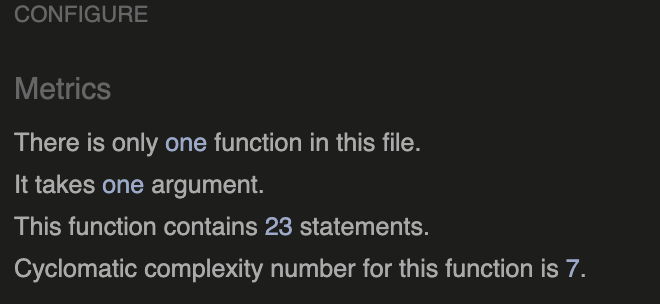 CONFIGURE
Metrics
There is only one function in this file.
It takes one argument.
This function contains 23 statements.
Cyclomatic complexity number for this function is 7.